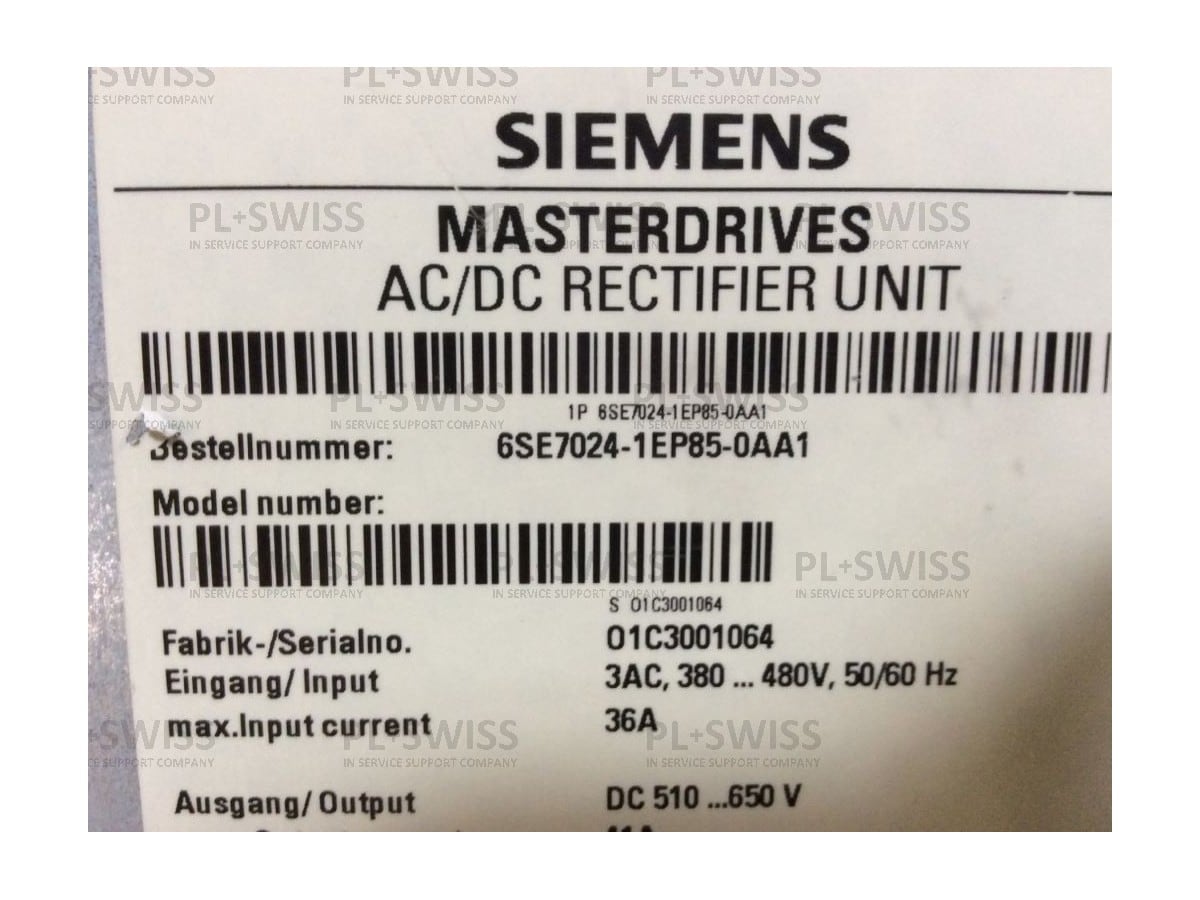 SIEMENS
MASTERDRIVES
AC/DC RECTIFIER UNIT
1P 6SE7024-1EP85-0AA1
Bestellnummer: 6SE7024-1EP85-0AA1
Model number:
S 01C3001064
Fabrik-/Serialno. 01C3001064
Eingang/ Input 3AC, 380 ... 480V, 50/60 Hz
max.Input current 36A
Ausgang/ Output DC 510 ...650 V
PL+SWISS
IN SERVICE SUPPORT COMPANY